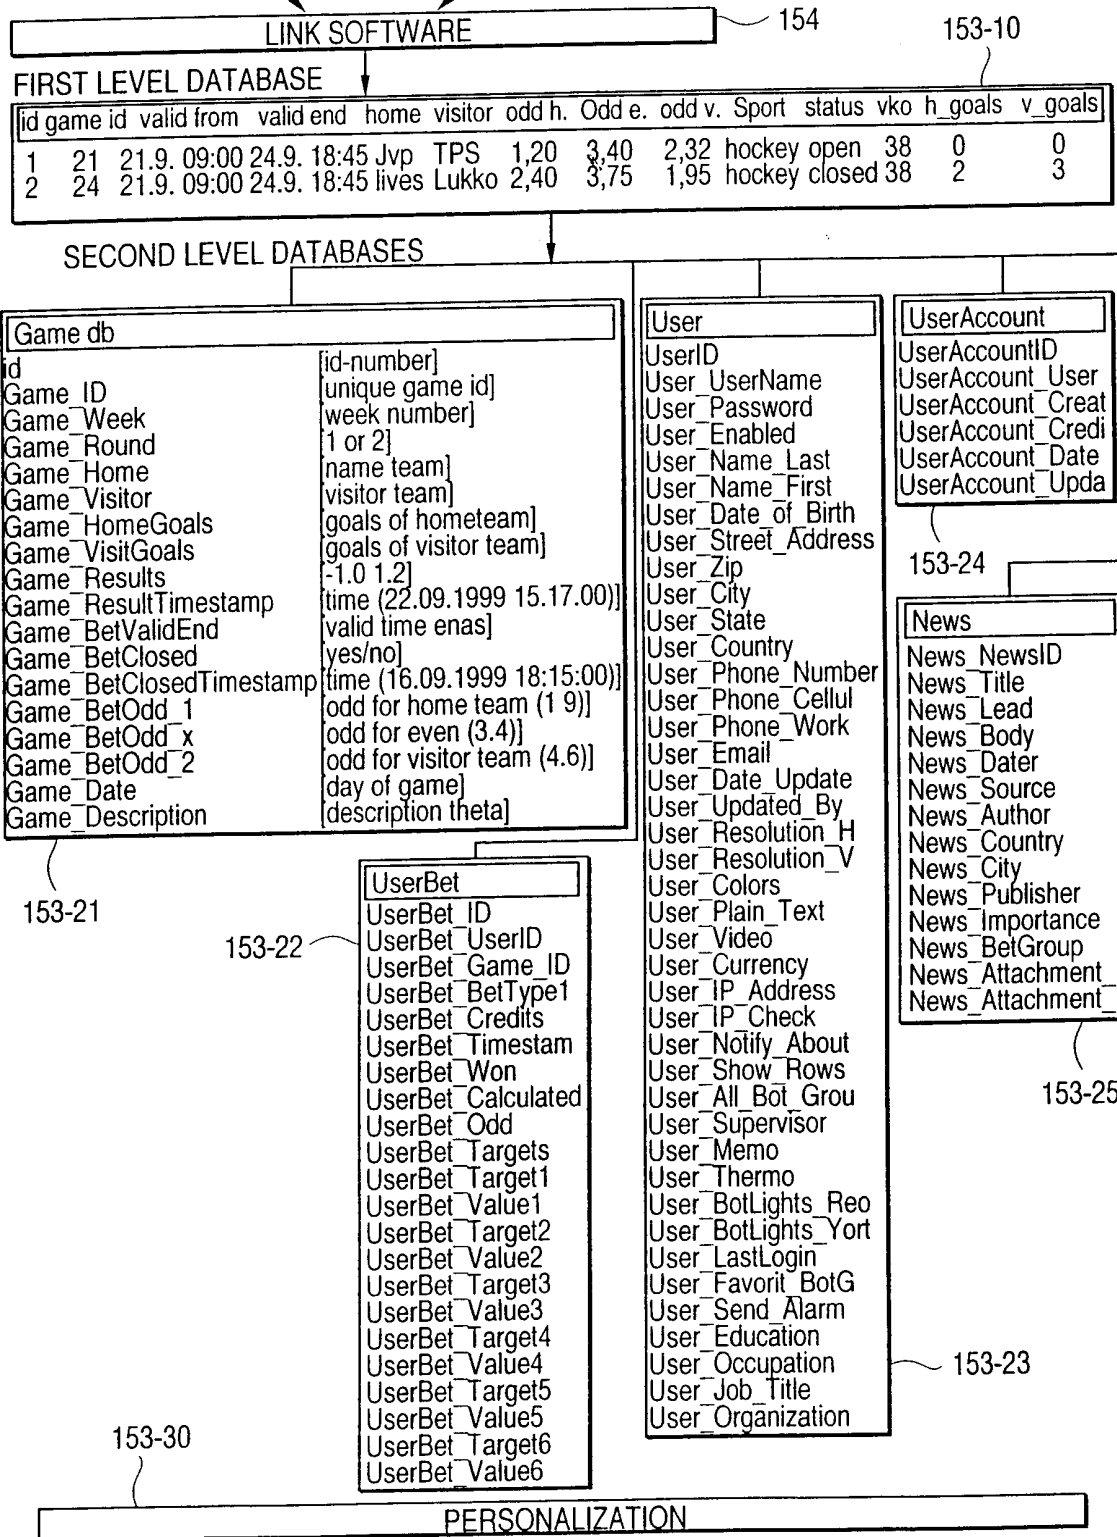 LINK SOFTWARE
154
153-10
FIRST LEVEL DATABASE
id game id valid from valid end home visitor odd h. Odd e. odd v. Sport status vko h_goals v_goals
1 21 21.9. 09:00 24.9. 18:45 Jvp TPS 1,20 3,40 2,32 hockey open 38 0 0
2 24 21.9. 09:00 24.9. 18:45 lives Lukko 2,40 3,75 1,95 hockey closed 38 2 3
SECOND LEVEL DATABASES
Game db
id [id-number]
Game_ID [unique game id]
Game_Week [week number]
Game_Round [1 or 2]
Game_Home [name team]
Game_Visitor [visitor team]
Game_HomeGoals [goals of hometeam]
Game_VisitGoals [goals of visitor team]
Game_Results [-1.0 1.2]
Game_ResultTimestamp [time (22.09.1999 15.17.00)]
Game_BetValidEnd [valid time enas]
Game_BetClosed [yes/no]
Game_BetClosedTimestamp [time (16.09.1999 18:15:00)]
Game_BetOdd_1 [odd for home team (1 9)]
Game_BetOdd_x [odd for even (3.4)]
Game_BetOdd_2 [odd for visitor team (4.6)]
Game_Date [day of game]
Game_Description [description theta]
153-21
UserBet
UserBet_ID
UserBet_UserID
UserBet_Game_ID
UserBet_BetType1
UserBet_Credits
UserBet_Timestam
UserBet_Won
UserBet_Calculated
UserBet_Odd
UserBet_Targets
UserBet_Target1
UserBet_Value1
UserBet_Target2
UserBet_Value2
UserBet_Target3
UserBet_Value3
UserBet_Target4
UserBet_Value4
UserBet_Target5
UserBet_Value5
UserBet_Target6
UserBet_Value6
153-22
User
UserID
User_UserName
User_Password
User_Enabled
User_Name_Last
User_Name_First
User_Date_of_Birth
User_Street_Address
User_Zip
User_City
User_State
User_Country
User_Phone_Number
User_Phone_Cellul
User_Phone_Work
User_Email
User_Date_Update
User_Updated_By
User_Resolution_H
User_Resolution_V
User_Colors
User_Plain_Text
User_Video
User_Currency
User_IP_Address
User_IP_Check
User_Notify_About
User_Show_Rows
User_All_Bot_Grou
User_Supervisor
User_Memo
User_Thermo
User_BotLights_Reo
User_BotLights_Yort
User_LastLogin
User_Favorit_BotG
User_Send_Alarm
User_Education
User_Occupation
User_Job_Title
User_Organization
153-23
UserAccount
UserAccountID
UserAccount_User
UserAccount_Creat
UserAccount_Credi
UserAccount_Date
UserAccount_Upda
153-24
News
News_NewsID
News_Title
News_Lead
News_Body
News_Dater
News_Source
News_Author
News_Country
News_City
News_Publisher
News_Importance
News_BetGroup
News_Attachment_
News_Attachment_
153-25
153-30
PERSONALIZATION